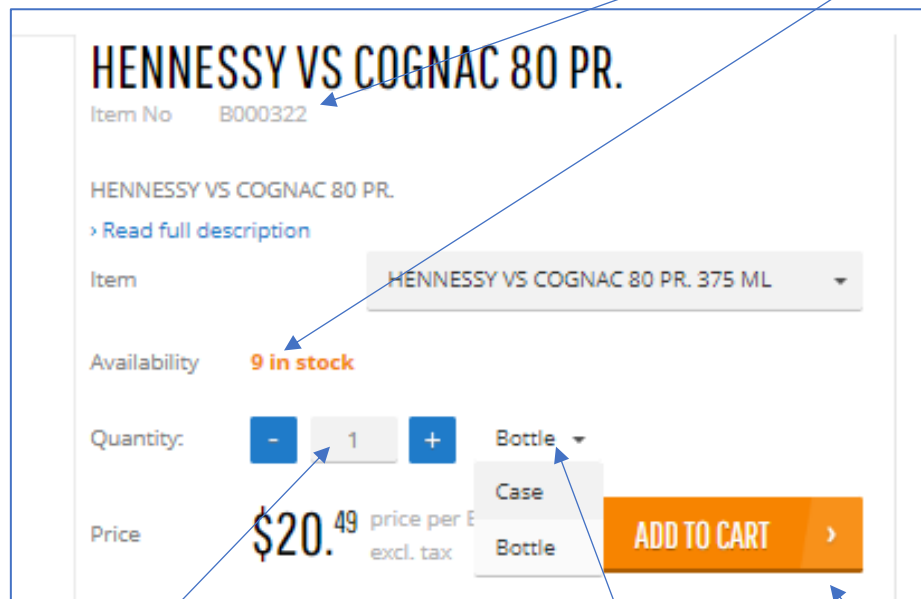 HENNESSY VS COGNAC 80 PR.
Item No B000322
HENNESSY VS COGNAC 80 PR.
› Read full description
Item HENNESSY VS COGNAC 80 PR. 375 ML
Availability 9 in stock
Quantity: - 1 + Bottle
Case
Price $20.49 price per
excl. tax Bottle ADD TO CART ›